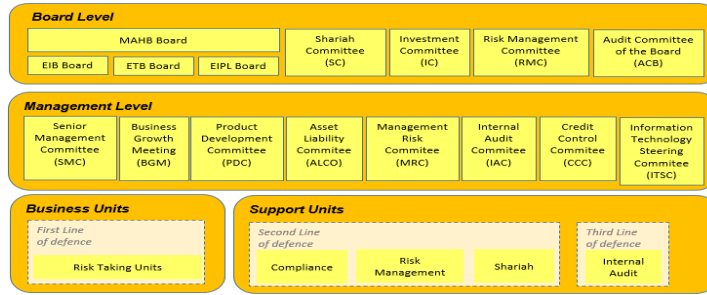 Board Level
MAHB Board
EIB Board
ETB Board
EIPL Board
Shariah
Committee
(SC)
Investment
Committee
(IC)
Risk Management
Committee
(RMC)
Audit Committee
of the Board
(ACB)
Management Level
Senior
Management
Committee
(SMC)
Business
Growth
Meeting
(BGM)
Product
Development
Committee
(PDC)
Asset
Liability
Commitee
(ALCO)
Management
Risk
Commitee
(MRC)
Internal
Audit
Commitee
(IAC)
Credit
Control
Commitee
(CCC)
Information
Technology
Steering
Commitee
(ITSC)
Business Units
First Line
of defence
Risk Taking Units
Support Units
Second Line
of defence
Compliance
Risk
Management
Shariah
Third Line
of defence
Internal
Audit